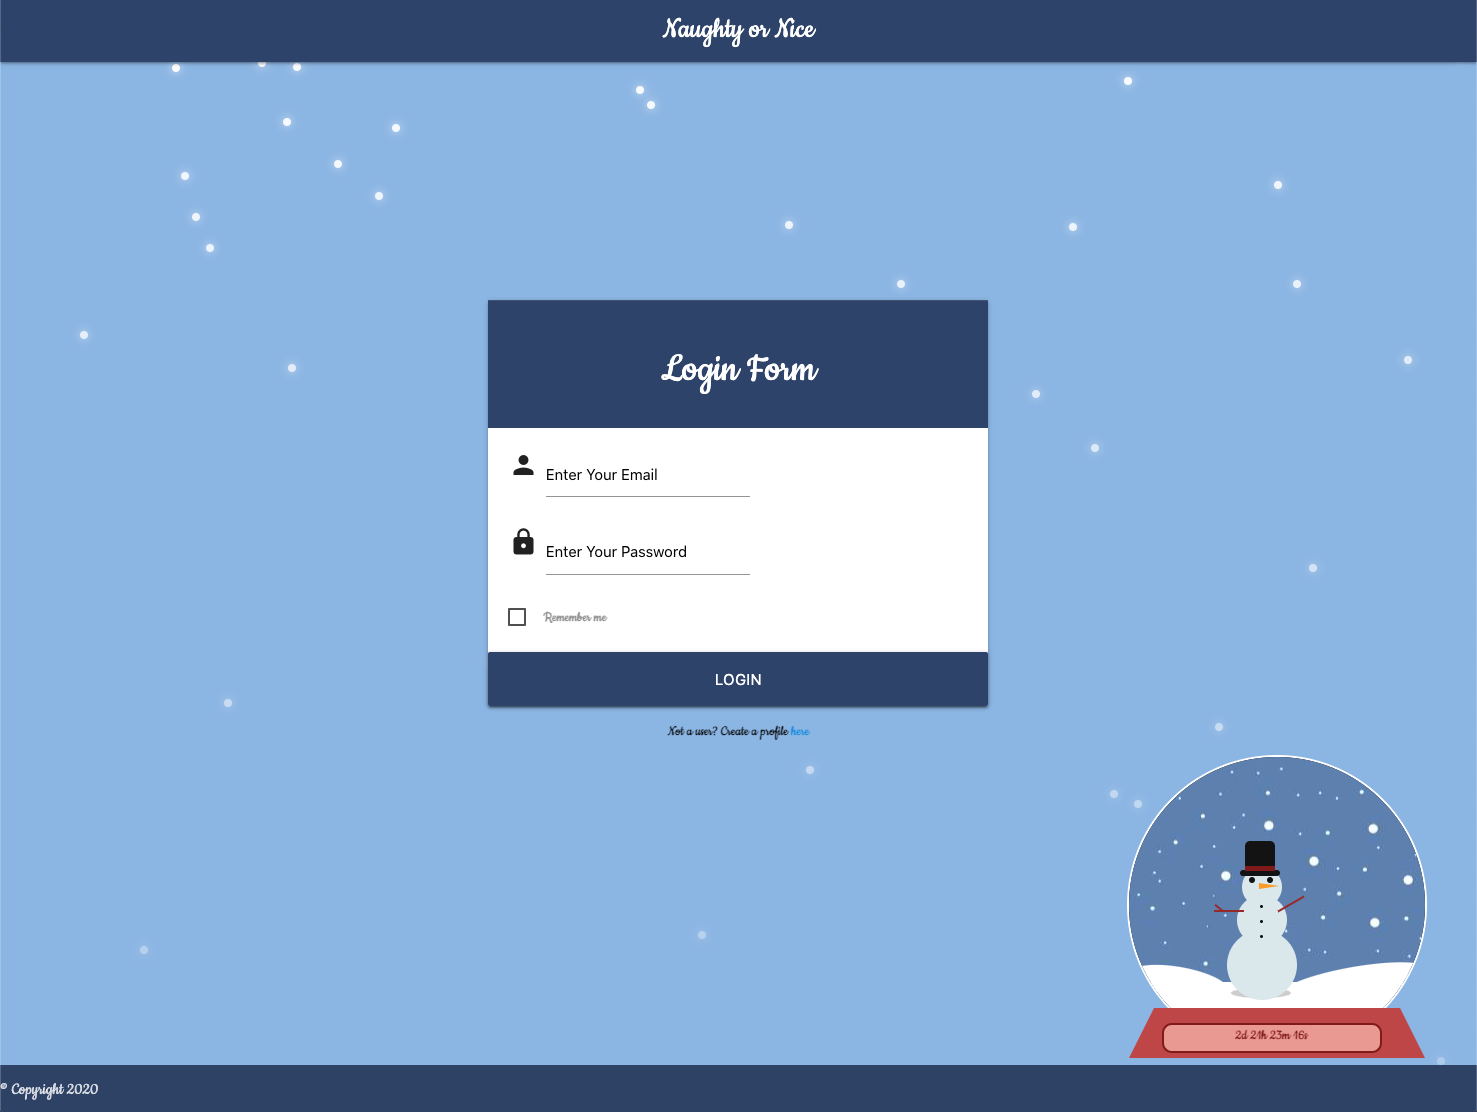 Naughty or Nice
Login Form
Enter Your Email
Enter Your Password
Remember me
LOGIN
Not a user? Create a profile here
2d 21h 23m 16s
© Copyright 2020